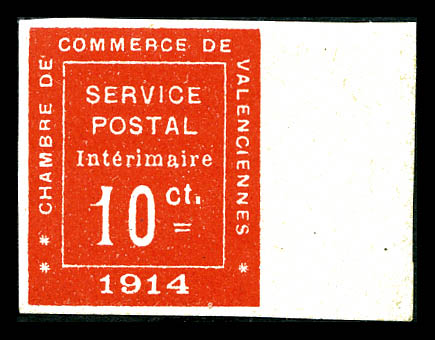 * * CHAMBRE DE COMMERCE DE VALENCIENNES *
SERVICE
POSTAL
Intérimaire
10 ct.
1914